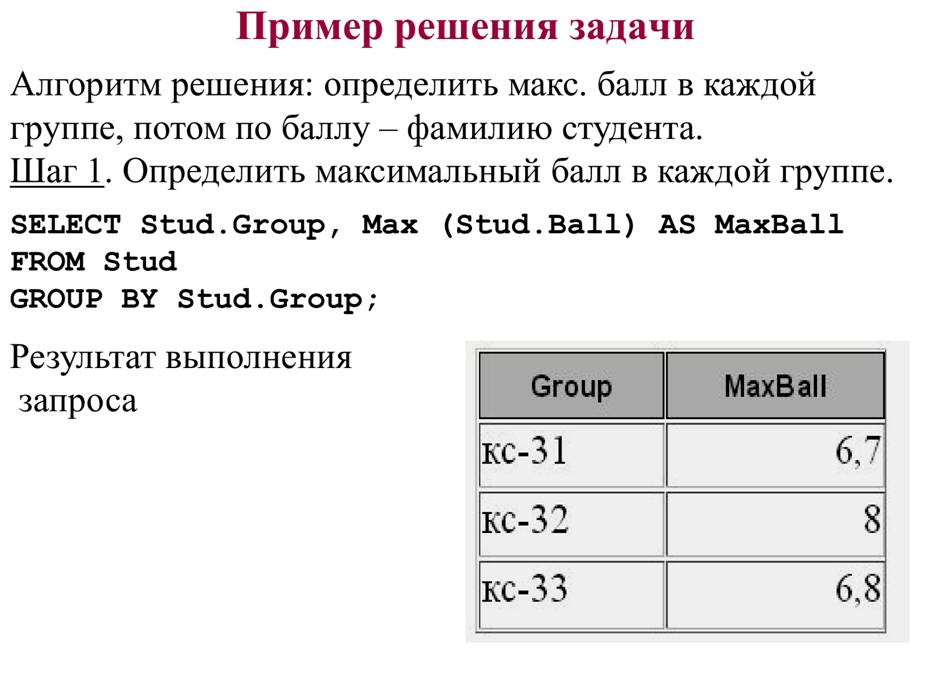 Пример решения задачи
Алгоритм решения: определить макс. балл в каждой
группе, потом по баллу – фамилию студента.
Шаг 1. Определить максимальный балл в каждой группе.
SELECT Stud.Group, Max (Stud.Ball) AS MaxBall
FROM Stud
GROUP BY Stud.Group;
Результат выполнения
запроса
Group MaxBall
кс-31 6,7
кс-32 8
кс-33 6,8